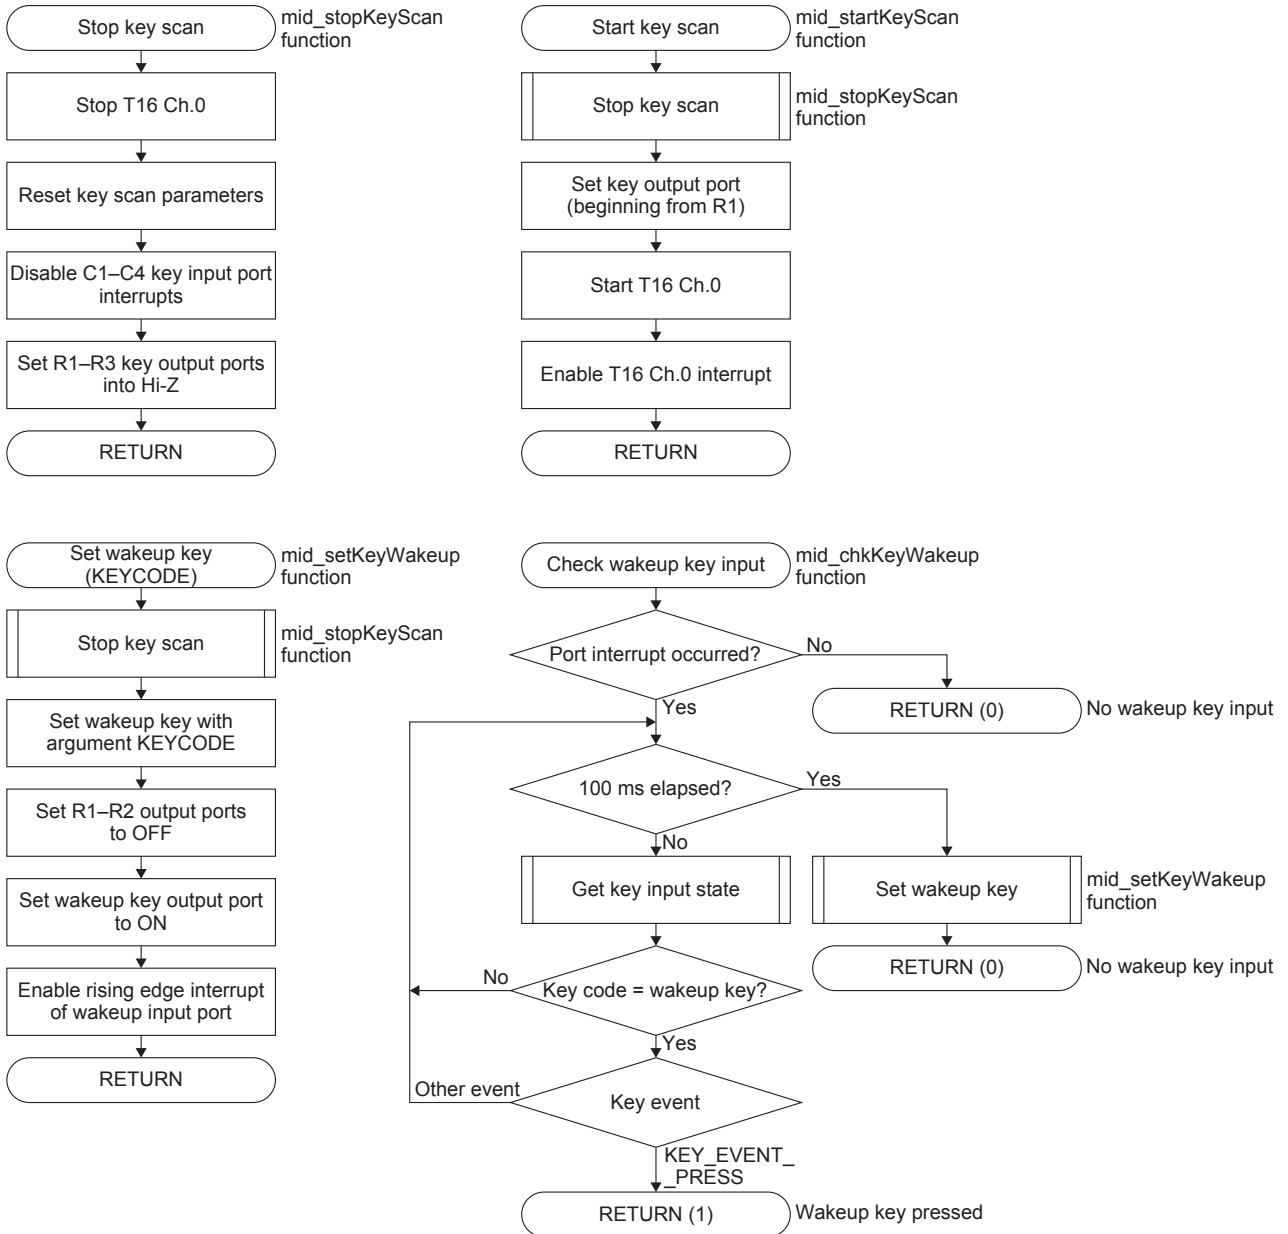 Stop key scan
mid_stopKeyScan
function
Stop T16 Ch.0
Reset key scan parameters
Disable C1–C4 key input port
interrupts
Set R1–R3 key output ports
into Hi-Z
RETURN
Start key scan
mid_startKeyScan
function
Stop key scan
mid_stopKeyScan
function
Set key output port
(beginning from R1)
Start T16 Ch.0
Enable T16 Ch.0 interrupt
RETURN
Set wakeup key
(KEYCODE)
mid_setKeyWakeup
function
Stop key scan
mid_stopKeyScan
function
Set wakeup key with
argument KEYCODE
Set R1–R2 output ports
to OFF
Set wakeup key output port
to ON
Enable rising edge interrupt
of wakeup input port
RETURN
Check wakeup key input
mid_chkKeyWakeup
function
Port interrupt occurred?
No
RETURN (0)
No wakeup key input
Yes
100 ms elapsed?
Yes
No
Get key input state
Set wakeup key
mid_setKeyWakeup
function
RETURN (0)
No wakeup key input
No
Key code = wakeup key?
Yes
Other event
Key event
KEY_EVENT_
_PRESS
RETURN (1)
Wakeup key pressed